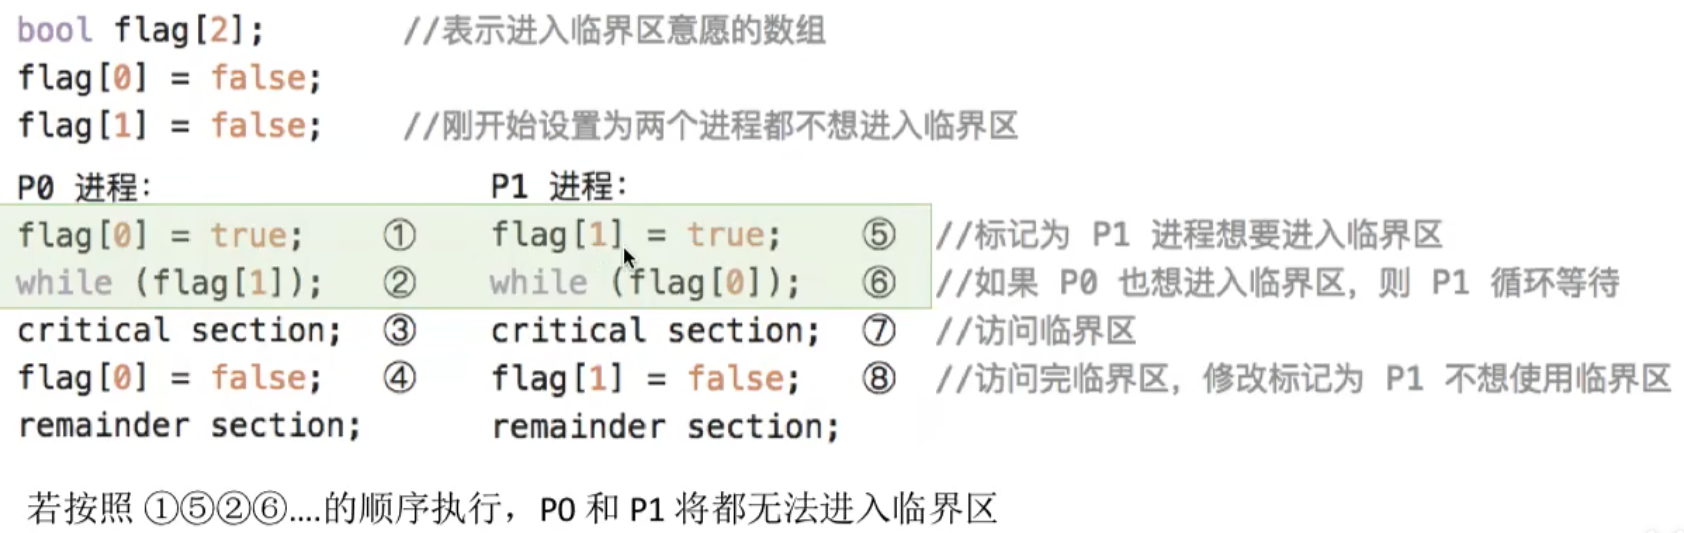 bool flag[2]; //表示进入临界区意愿的数组
flag[0] = false;
flag[1] = false; //刚开始设置为两个进程都不想进入临界区
P0 进程: P1 进程:
flag[0] = true; ① flag[1] = true; ⑤ //标记为 P1 进程想要进入临界区
while (flag[1]); ② while (flag[0]); ⑥ //如果 P0 也想进入临界区，则 P1 循环等待
critical section; ③ critical section; ⑦ //访问临界区
flag[0] = false; ④ flag[1] = false; ⑧ //访问完临界区，修改标记为 P1 不想使用临界区
remainder section; remainder section;
若按照 ①⑤②⑥....的顺序执行，P0 和 P1 将都无法进入临界区